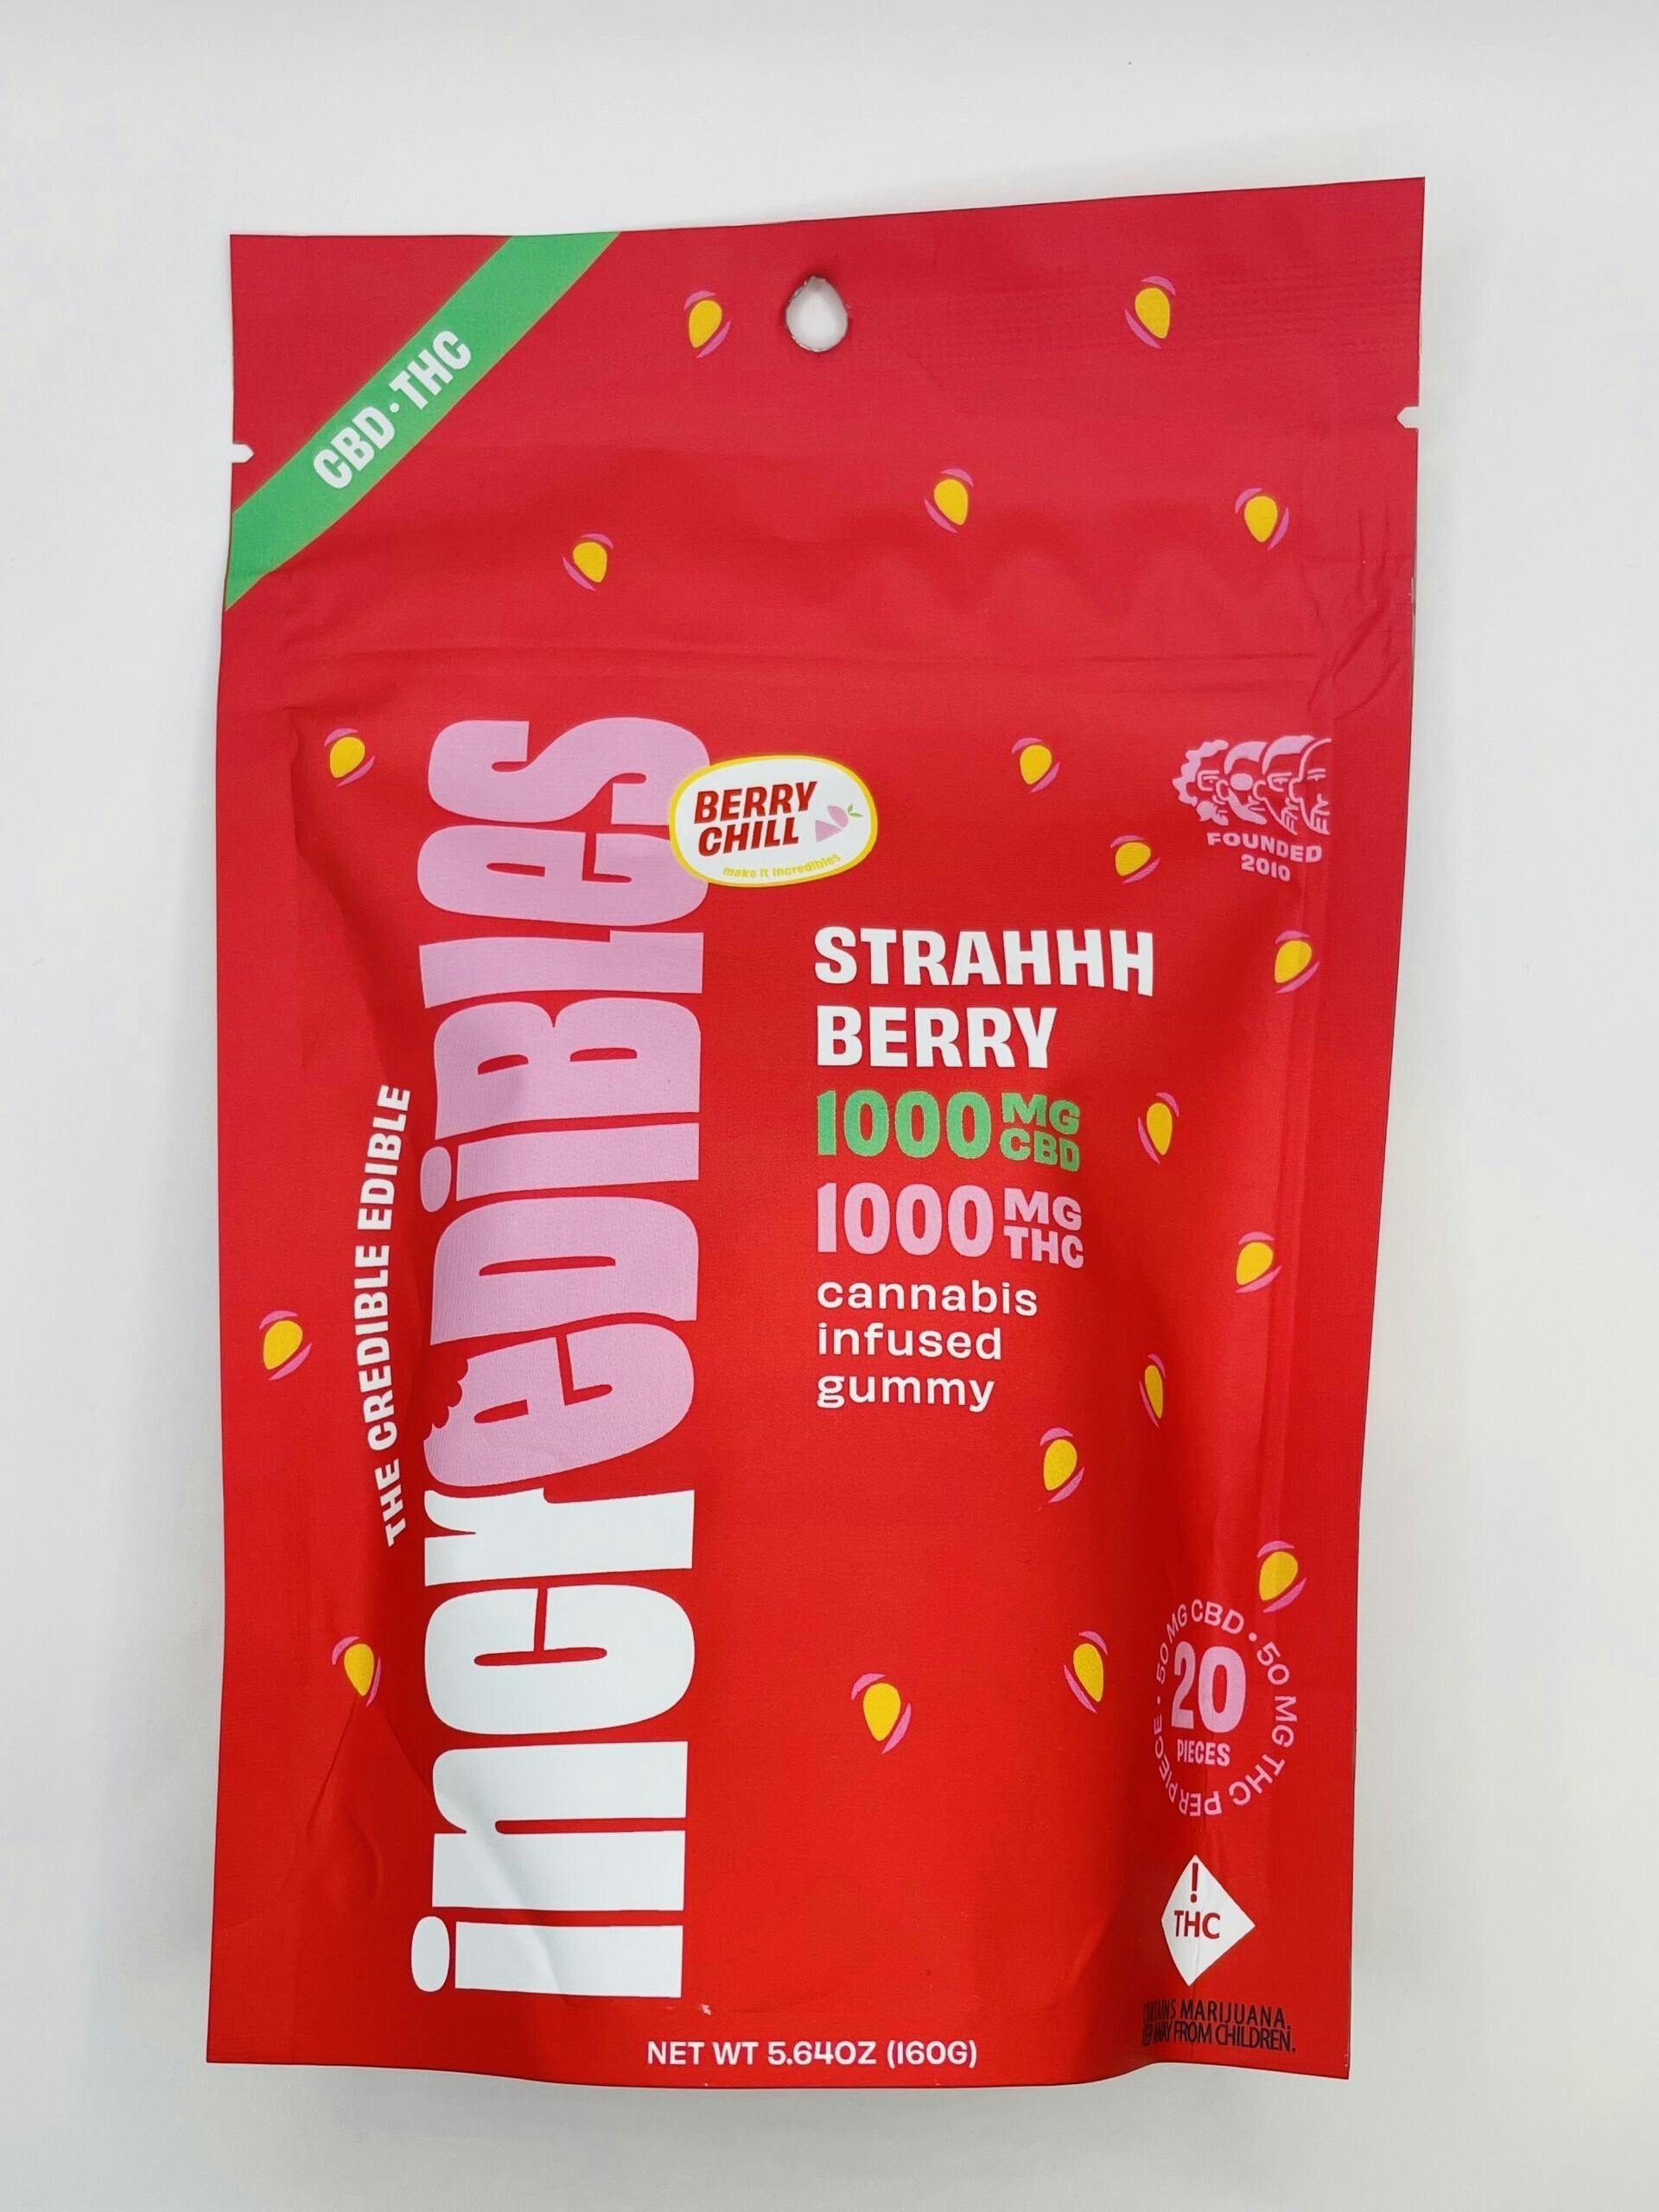 CBD·THC
incrediBles
THE CREDIBLE EDIBLE
BERRY
CHILL
make it incredibles
FOUNDED
2010
STRAHHH
BERRY
1000 MG CBD
1000 MG THC
cannabis
infused
gummy
50 MG CBD • 50 MG THC PER PIECE •
20
PIECES
!
THC
MARIJUANA.
FROM CHILDREN.
NET WT 5.64OZ (160G)